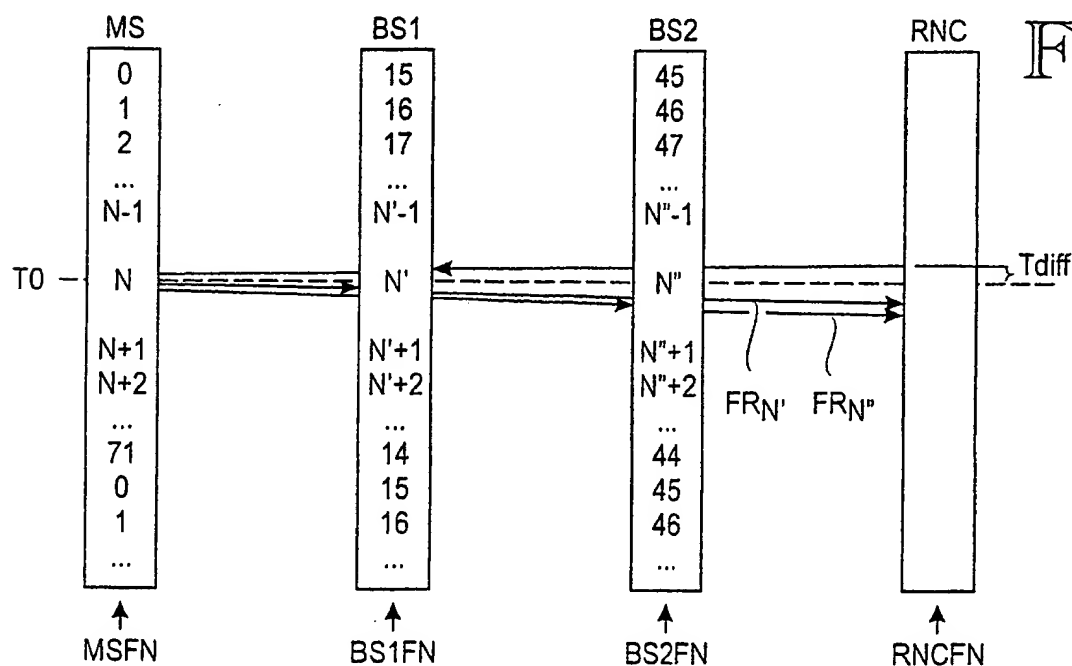 MS BS1 BS2 RNC F
0 15 45
1 16 46
2 17 47
... ... ...
N-1 N'-1 N"-1
T0 N N' N" Tdiff
N+1 N'+1 N"+1
N+2 N'+2 N"+2
FRN' FRN"
... ... ...
71 14 44
0 15 45
1 16 46
... ... ...
MSFN BS1FN BS2FN RNCFN